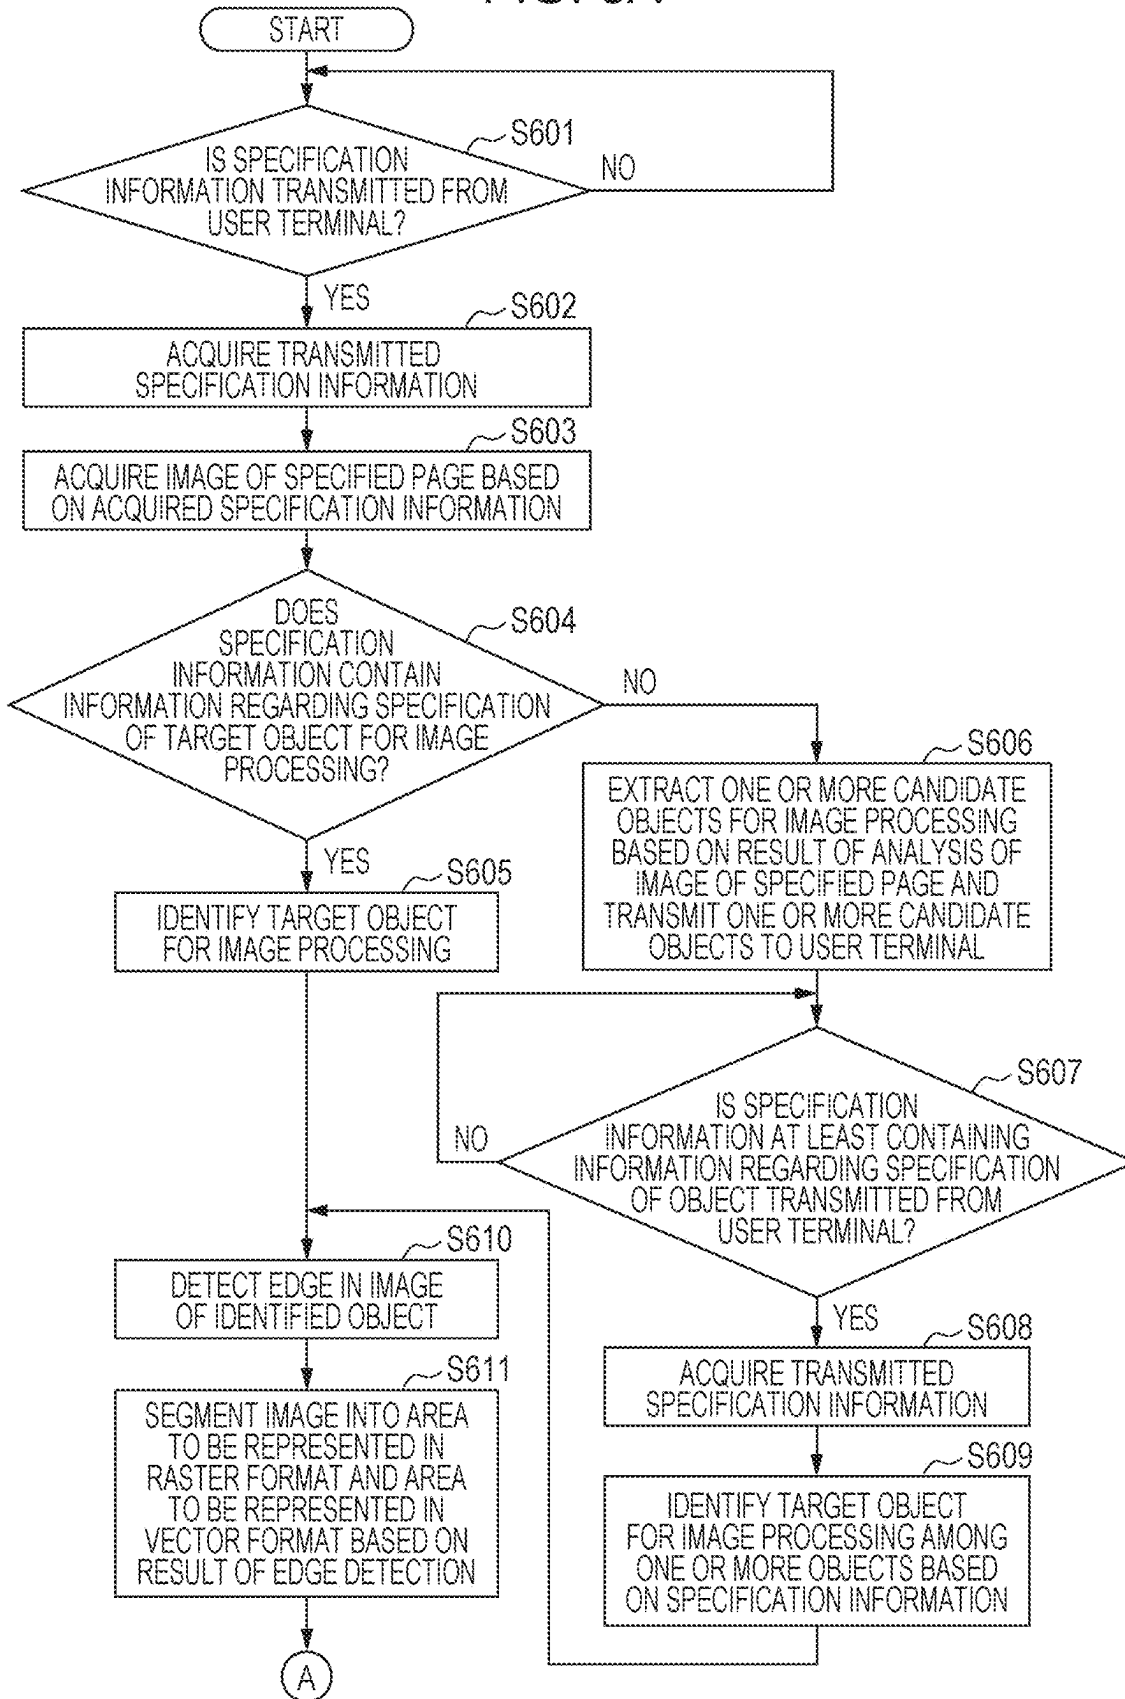 START
S601
IS SPECIFICATION
INFORMATION TRANSMITTED FROM
USER TERMINAL?
NO
YES
S602
ACQUIRE TRANSMITTED
SPECIFICATION INFORMATION
S603
ACQUIRE IMAGE OF SPECIFIED PAGE BASED
ON ACQUIRED SPECIFICATION INFORMATION
S604
DOES
SPECIFICATION
INFORMATION CONTAIN
INFORMATION REGARDING SPECIFICATION
OF TARGET OBJECT FOR IMAGE
PROCESSING?
NO
YES
S605
IDENTIFY TARGET OBJECT
FOR IMAGE PROCESSING
S606
EXTRACT ONE OR MORE CANDIDATE
OBJECTS FOR IMAGE PROCESSING
BASED ON RESULT OF ANALYSIS OF
IMAGE OF SPECIFIED PAGE AND
TRANSMIT ONE OR MORE CANDIDATE
OBJECTS TO USER TERMINAL
S607
IS SPECIFICATION
INFORMATION AT LEAST CONTAINING
INFORMATION REGARDING SPECIFICATION
OF OBJECT TRANSMITTED FROM
USER TERMINAL?
NO
YES
S608
ACQUIRE TRANSMITTED
SPECIFICATION INFORMATION
S609
IDENTIFY TARGET OBJECT
FOR IMAGE PROCESSING AMONG
ONE OR MORE OBJECTS BASED
ON SPECIFICATION INFORMATION
S610
DETECT EDGE IN IMAGE
OF IDENTIFIED OBJECT
S611
SEGMENT IMAGE INTO AREA
TO BE REPRESENTED IN
RASTER FORMAT AND AREA
TO BE REPRESENTED IN
VECTOR FORMAT BASED ON
RESULT OF EDGE DETECTION
A